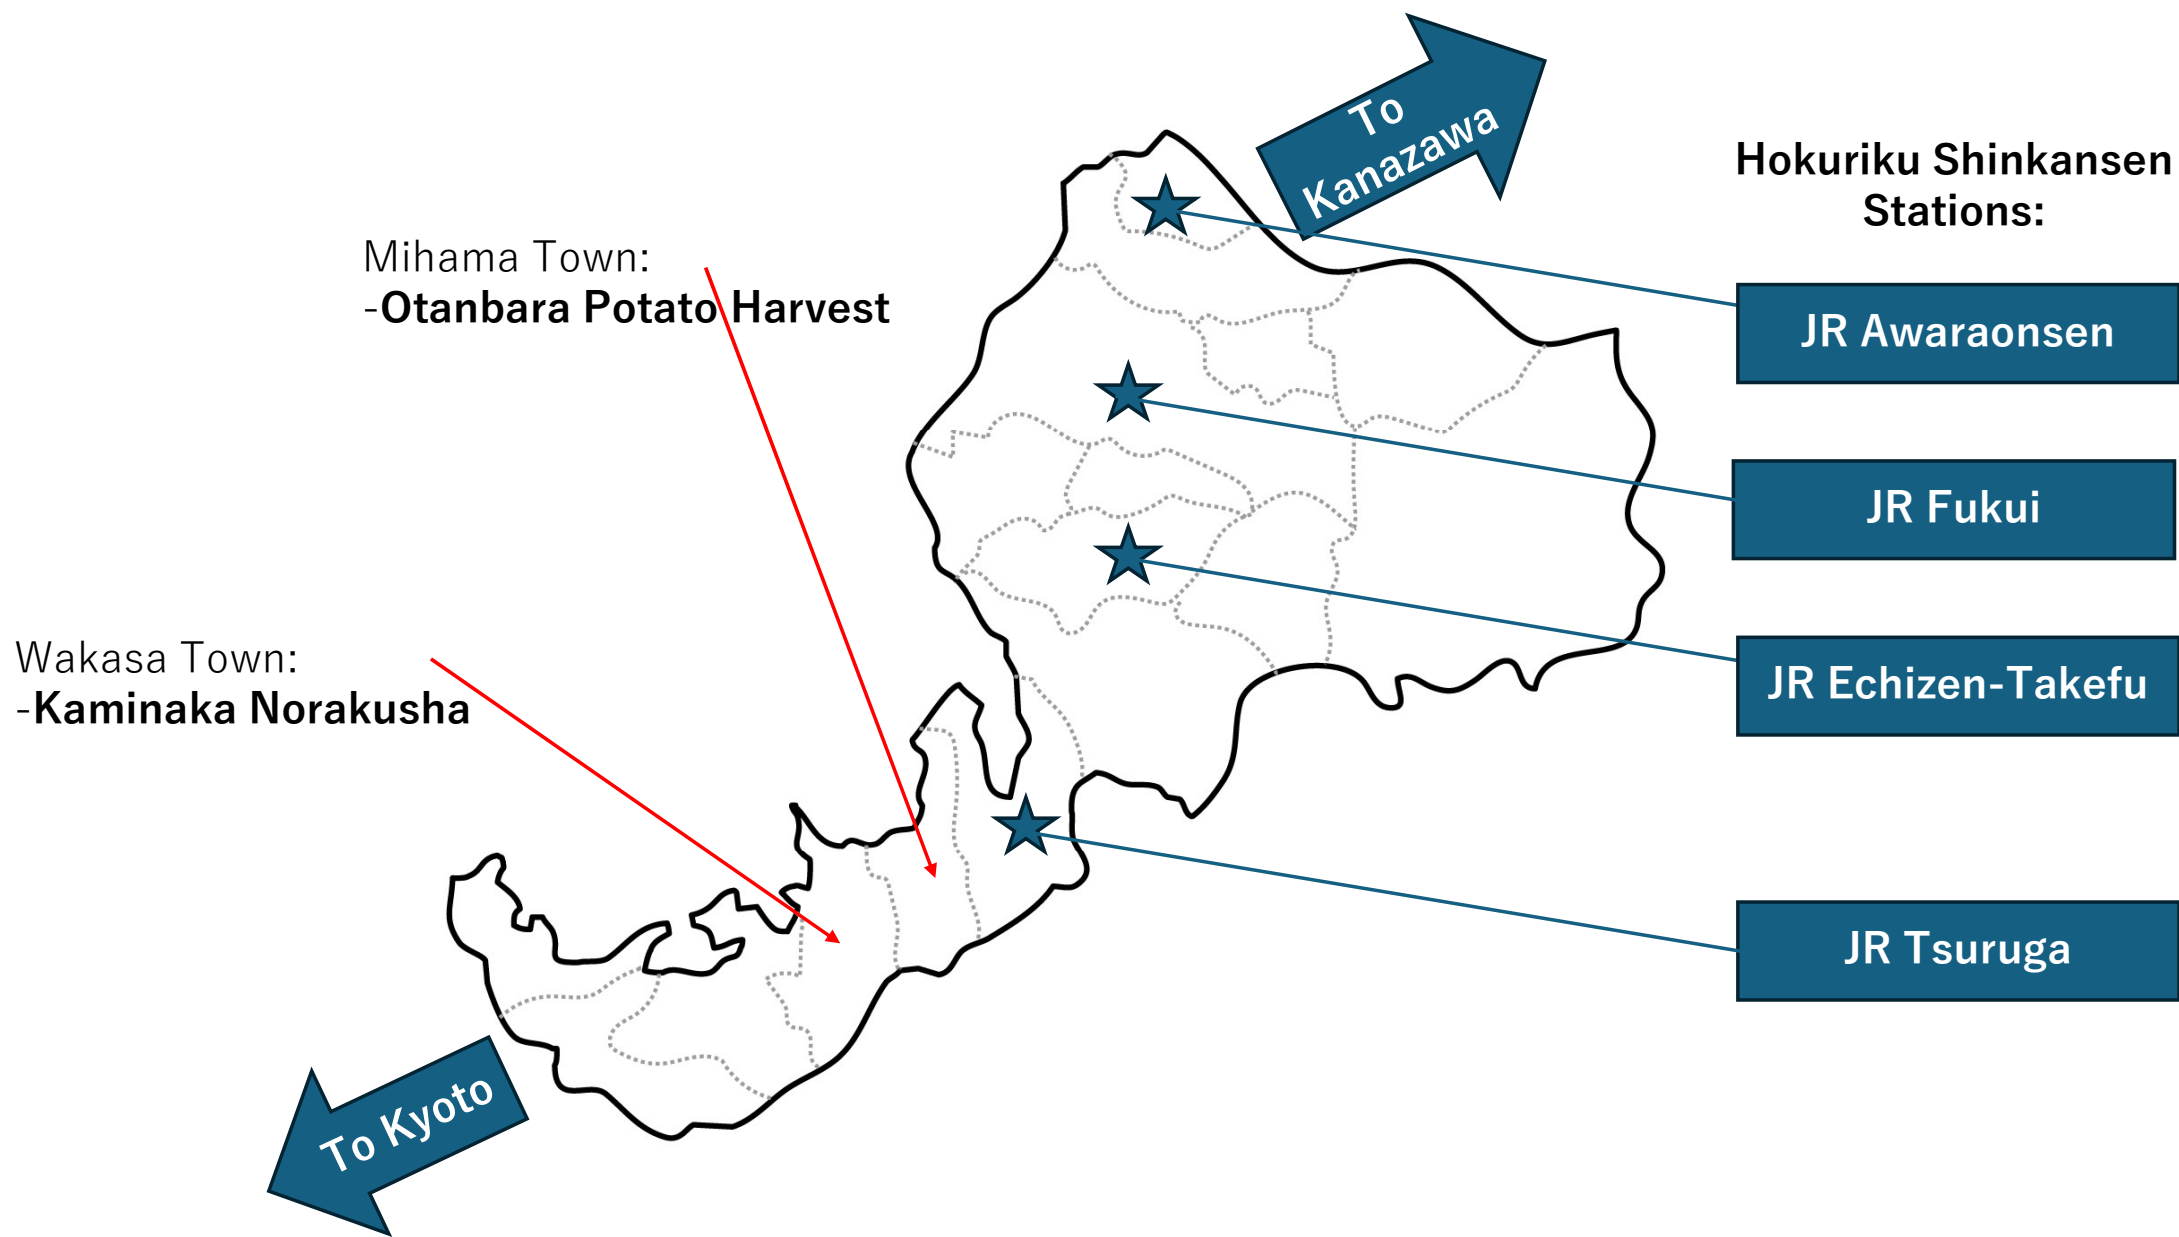 To
Kanazawa
Hokuriku Shinkansen
Stations:
Mihama Town:
-Otanbara Potato Harvest
JR Awaraonsen
JR Fukui
Wakasa Town:
-Kaminaka Norakusha
JR Echizen-Takefu
JR Tsuruga
To Kyoto